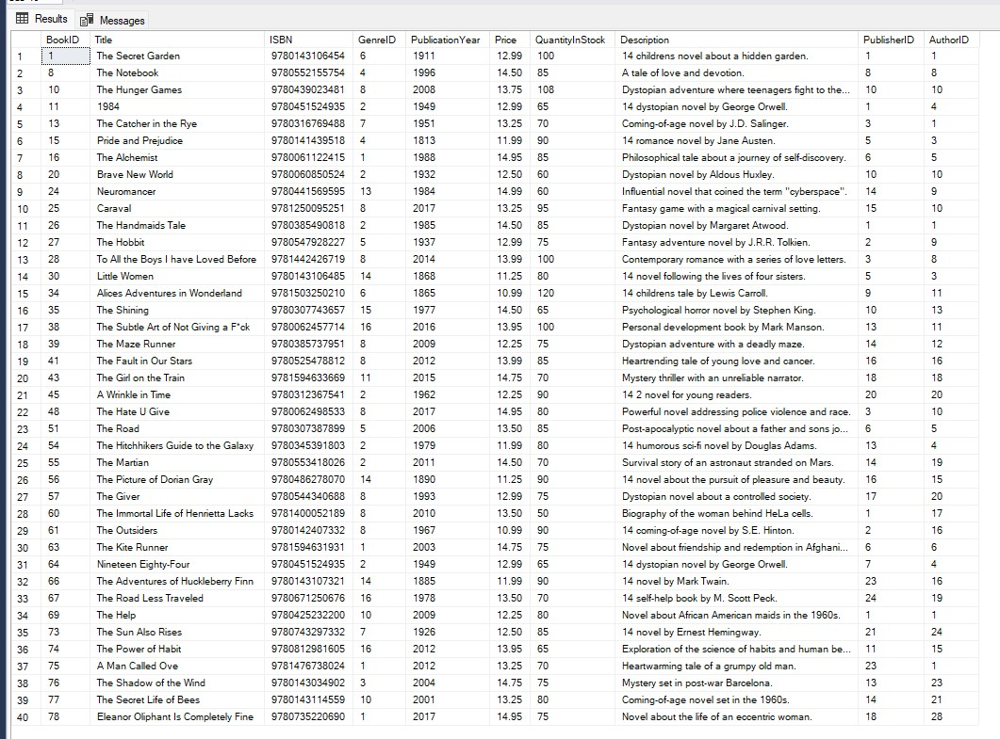 Results Messages
BookID Title ISBN GenreID PublicationYear Price QuantityInStock Description PublisherID AuthorID
1 1 The Secret Garden 9780143106454 6 1911 12.99 100 14 childrens novel about a hidden garden. 1 1
2 8 The Notebook 9780552155754 4 1996 14.50 85 A tale of love and devotion. 8 8
3 10 The Hunger Games 9780439023481 8 2008 13.75 108 Dystopian adventure where teenagers fight to the... 10 10
4 11 1984 9780451524935 2 1949 12.99 65 14 dystopian novel by George Orwell. 1 4
5 13 The Catcher in the Rye 9780316769488 7 1951 13.25 70 Coming-of-age novel by J.D. Salinger. 3 1
6 15 Pride and Prejudice 9780141439518 4 1813 11.99 90 14 romance novel by Jane Austen. 5 3
7 16 The Alchemist 9780061122415 1 1988 14.95 85 Philosophical tale about a journey of self-discovery. 6 5
8 20 Brave New World 9780060850524 2 1932 12.50 60 Dystopian novel by Aldous Huxley. 10 10
9 24 Neuromancer 9780441569595 13 1984 14.99 60 Influential novel that coined the term "cyberspace". 14 9
10 25 Caraval 9781250095251 8 2017 13.25 95 Fantasy game with a magical carnival setting. 15 10
11 26 The Handmaids Tale 9780385490818 2 1985 14.50 85 Dystopian novel by Margaret Atwood. 1 1
12 27 The Hobbit 9780547928227 5 1937 12.99 75 Fantasy adventure novel by J.R.R. Tolkien. 2 9
13 28 To All the Boys I have Loved Before 9781442426719 8 2014 13.99 100 Contemporary romance with a series of love letters. 3 8
14 30 Little Women 9780143106485 14 1868 11.25 80 14 novel following the lives of four sisters. 5 3
15 34 Alices Adventures in Wonderland 9781503250210 6 1865 10.99 120 14 childrens tale by Lewis Carroll. 9 11
16 35 The Shining 9780307743657 15 1977 14.50 65 Psychological horror novel by Stephen King. 10 13
17 38 The Subtle Art of Not Giving a F*ck 9780062457714 16 2016 13.95 100 Personal development book by Mark Manson. 13 11
18 39 The Maze Runner 9780385737951 8 2009 12.25 75 Dystopian adventure with a deadly maze. 14 12
19 41 The Fault in Our Stars 9780525478812 8 2012 13.99 85 Heartrending tale of young love and cancer. 16 16
20 43 The Girl on the Train 9781594633669 11 2015 14.75 70 Mystery thriller with an unreliable narrator. 18 18
21 45 A Wrinkle in Time 9780312367541 2 1962 12.25 90 14 2 novel for young readers. 20 20
22 48 The Hate U Give 9780062498533 8 2017 14.95 80 Powerful novel addressing police violence and race. 3 10
23 51 The Road 9780307387899 5 2006 13.50 85 Post-apocalyptic novel about a father and sons jo... 6 5
24 54 The Hitchhikers Guide to the Galaxy 9780345391803 2 1979 11.99 80 14 humorous sci-fi novel by Douglas Adams. 13 4
25 55 The Martian 9780553418026 2 2011 14.50 70 Survival story of an astronaut stranded on Mars. 14 19
26 56 The Picture of Dorian Gray 9780486278070 14 1890 11.25 90 14 novel about the pursuit of pleasure and beauty. 16 15
27 57 The Giver 9780544340688 8 1993 12.99 75 Dystopian novel about a controlled society. 17 20
28 60 The Immortal Life of Henrietta Lacks 9781400052189 8 2010 13.50 50 Biography of the woman behind HeLa cells. 1 17
29 61 The Outsiders 9780142407332 8 1967 10.99 90 14 coming-of-age novel by S.E. Hinton. 2 16
30 63 The Kite Runner 9781594631931 1 2003 14.75 75 Novel about friendship and redemption in Afghani... 6 6
31 64 Nineteen Eighty-Four 9780451524935 2 1949 12.99 65 14 dystopian novel by George Orwell. 7 4
32 66 The Adventures of Huckleberry Finn 9780143107321 14 1885 11.99 90 14 novel by Mark Twain. 23 16
33 67 The Road Less Traveled 9780671250676 16 1978 13.50 70 14 self-help book by M. Scott Peck. 24 19
34 69 The Help 9780425232200 10 2009 12.25 80 Novel about African American maids in the 1960s. 1 1
35 73 The Sun Also Rises 9780743297332 7 1926 12.50 85 14 novel by Ernest Hemingway. 21 24
36 74 The Power of Habit 9780812981605 16 2012 13.95 65 Exploration of the science of habits and human be... 11 15
37 75 A Man Called Ove 9781476738024 1 2012 13.25 70 Heartwarming tale of a grumpy old man. 23 1
38 76 The Shadow of the Wind 9780143034902 3 2004 14.75 75 Mystery set in post-war Barcelona. 13 23
39 77 The Secret Life of Bees 9780143114559 10 2001 13.25 80 Coming-of-age novel set in the 1960s. 14 21
40 78 Eleanor Oliphant Is Completely Fine 9780735220690 1 2017 14.95 75 Novel about the life of an eccentric woman. 18 28